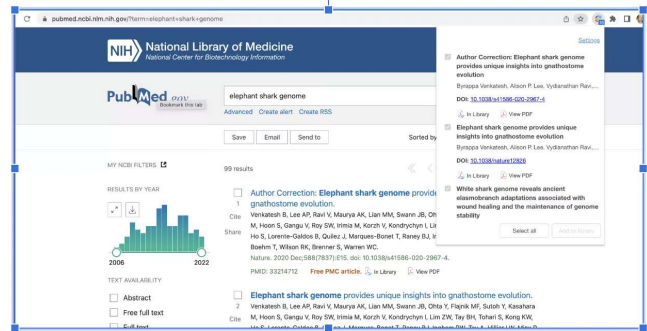 pubmed.ncbi.nlm.nih.gov/?term=elephant+shark+genome
NIH
National Library of Medicine
National Center for Biotechnology Information
PubMed.gov
Bookmark this tab
elephant shark genome
Advanced Create alert Create RSS
Save Email Send to
Sorted by
MY NCBI FILTERS
99 results
RESULTS BY YEAR
2006 2022
TEXT AVAILABILITY
Abstract
Free full text
Full text
1
Cite
Share
Author Correction: Elephant shark genome provide
gnathostome evolution.
Venkatesh B, Lee AP, Ravi V, Maurya AK, Lian MM, Swann JB, Oh
M, Hoon S, Gangu V, Roy SW, Irimia M, Korzh V, Kondrychyn I, Lim
Ho S, Lorente-Galdos B, Quilez J, Marques-Bonet T, Raney BJ, In
Boehm T, Wilson RK, Brenner S, Warren WC.
Nature. 2020 Dec;588(7837):E15. doi: 10.1038/s41586-020-2967-4.
PMID: 33214712 Free PMC article. In Library View PDF
2
Cite
Elephant shark genome provides unique insights into gnathostome evolution.
Venkatesh B, Lee AP, Ravi V, Maurya AK, Lian MM, Swann JB, Ohta Y, Flajnik MF, Sutoh Y, Kasahara
M, Hoon S, Gangu V, Roy SW, Irimia M, Korzh V, Kondrychyn I, Lim ZW, Tay BH, Tohari S, Kong KW,
Settings
Author Correction: Elephant shark genome
provides unique insights into gnathostome
evolution
Byrappa Venkatesh, Alison P. Lee, Vydianathan Ravi,...
DOI: 10.1038/s41586-020-2967-4
In Library View PDF
Elephant shark genome provides unique
insights into gnathostome evolution
Byrappa Venkatesh, Alison P. Lee, Vydianathan Ravi,...
DOI: 10.1038/nature12826
In Library View PDF
White shark genome reveals ancient
elasmobranch adaptations associated with
wound healing and the maintenance of genome
stability
Select all